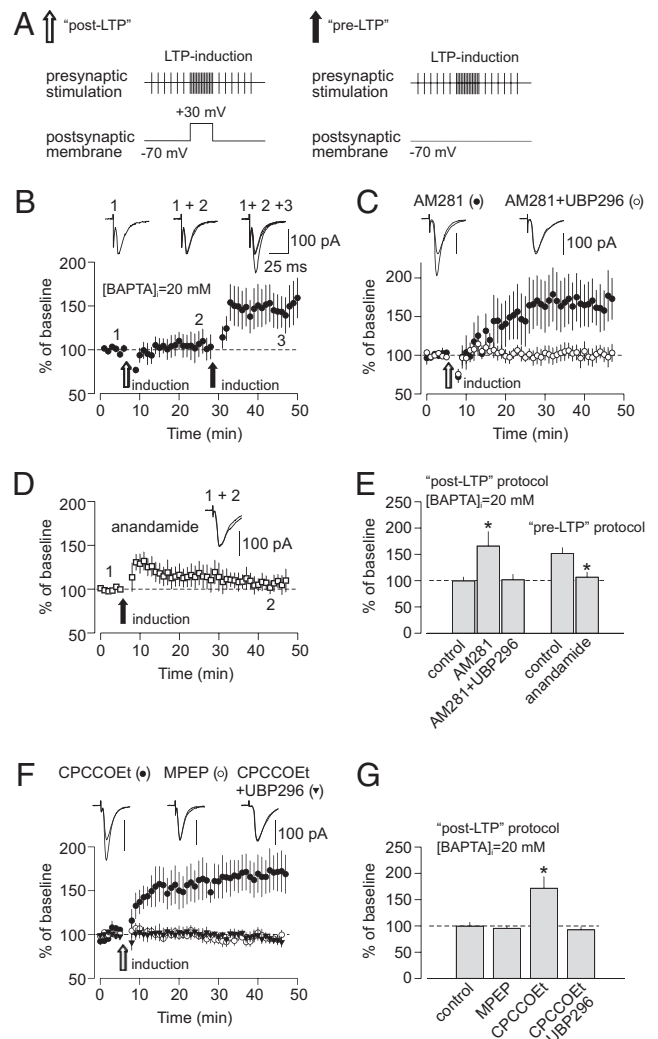 A "post-LTP" "pre-LTP"
LTP-induction LTP-induction
presynaptic stimulation presynaptic stimulation
+30 mV
postsynaptic membrane postsynaptic membrane
-70 mV -70 mV
B 1 1 + 2 1+ 2 +3
100 pA
25 ms
[BAPTA]i=20 mM
1 2 3
induction induction
% of baseline
200
150
100
50
0 10 20 30 40 50
Time (min)
C AM281 (●) AM281+UBP296 (○)
100 pA
induction
% of baseline
200
150
100
50
0 10 20 30 40 50
Time (min)
D 1 + 2
anandamide
100 pA
1 2
induction
% of baseline
200
150
100
50
0 10 20 30 40 50
Time (min)
E "post-LTP" protocol
[BAPTA]i=20 mM
"pre-LTP" protocol
* *
% of baseline
250
200
150
100
50
0
control AM281 AM281+UBP296 control anandamide
F CPCCOEt (●) MPEP (○) CPCCOEt +UBP296 (▼)
100 pA
induction
% of baseline
200
150
100
50
0 10 20 30 40 50
Time (min)
G "post-LTP" protocol
[BAPTA]i=20 mM
*
% of baseline
250
200
150
100
50
0
control MPEP CPCCOEt CPCCOEt UBP296